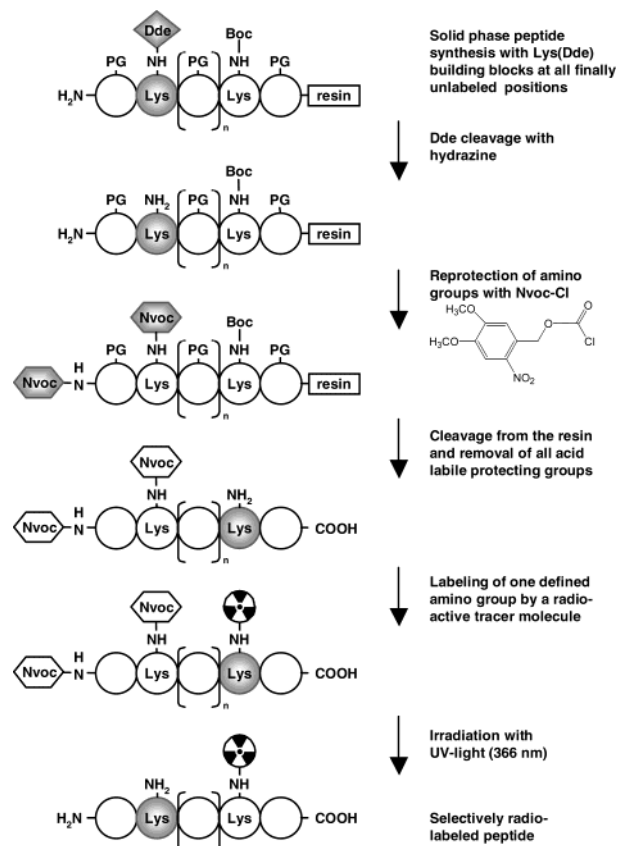 Dde
Boc
PG NH PG NH PG
H₂N Lys Lys resin
n
Solid phase peptide
synthesis with Lys(Dde)
building blocks at all finally
unlabeled positions
Dde cleavage with
hydrazine
Boc
PG NH₂ PG NH PG
H₂N Lys Lys resin
n
Reprotection of amino
groups with Nvoc-Cl
H₃CO O O
H₃CO Cl
NO₂
Nvoc Boc
H PG NH PG NH PG
Nvoc N Lys Lys resin
n
Cleavage from the resin
and removal of all acid
labile protecting groups
Nvoc
H NH NH₂
Nvoc N Lys Lys COOH
n
Labeling of one defined
amino group by a radio-
active tracer molecule
Nvoc
H NH NH
Nvoc N Lys Lys COOH
n
Irradiation with
UV-light (366 nm)
NH₂ NH
H₂N Lys Lys COOH
Selectively radio-
labeled peptide